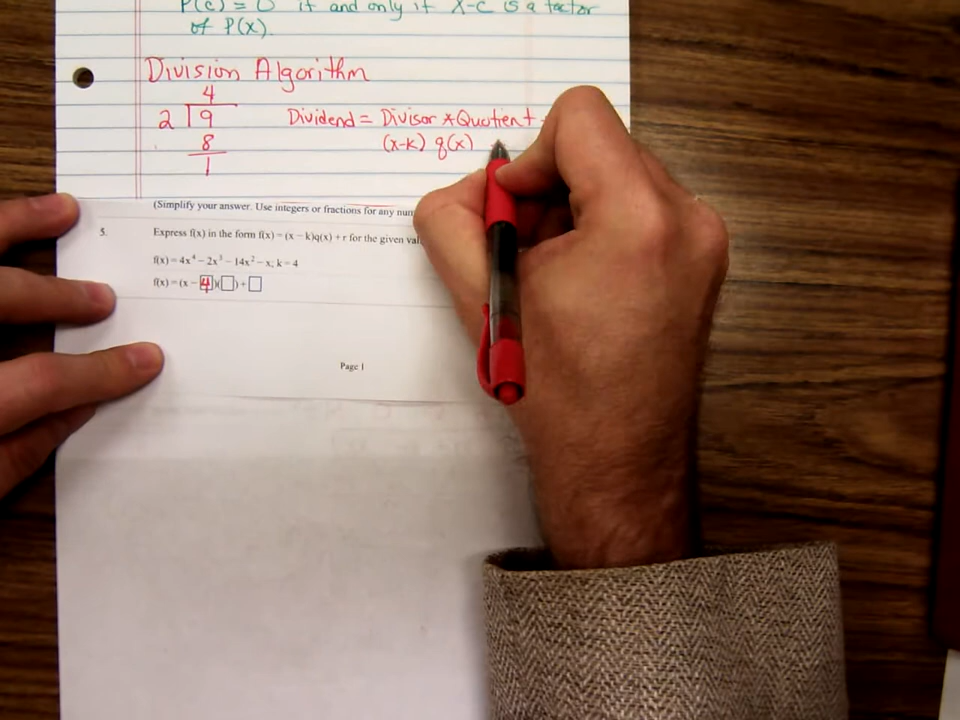 P(c) = 0 if and only if x-c is a factor
of P(x).
Division Algorithm
4
2 9
Dividend = Divisor * Quotient
8
(x-k) q(x)
1
(Simplify your answer. Use integers or fractions for any
5. Express f(x) in the form f(x) = (x − k)q(x) + r for the given
f(x) = 4x⁴ − 2x³ − 14x² − x; k = 4
f(x) = (x − 4)( ) +
Page 1